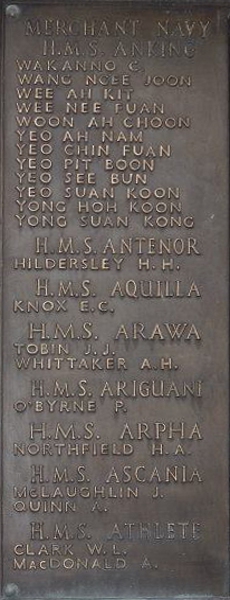 MERCHANT NAVY
H.M.S. ANKING
WAKANNO C.
WANG NGEE JOON
WEE AH KIT
WEE NEE FUAN
WOON AH CHOON
YEO AH NAM
YEO CHIN FUAN
YEO PIT BOON
YEO SEE BUN
YEO SUAN KOON
YONG HOH KOON
YONG SUAN KONG
H.M.S. ANTENOR
HILDERSLEY H.H.
H.M.S. AQUILLA
KNOX E.C.
H.M.S. ARAWA
TOBIN J.J.
WHITTAKER A.H.
H.M.S. ARIGUANI
O'BYRNE P.
H.M.S. ARPHA
NORTHFIELD H.A.
H.M.S. ASCANIA
McLAUGHLIN J.
QUINN A.
H.M.S. ATHLETE
CLARK W.L.
MacDONALD A.